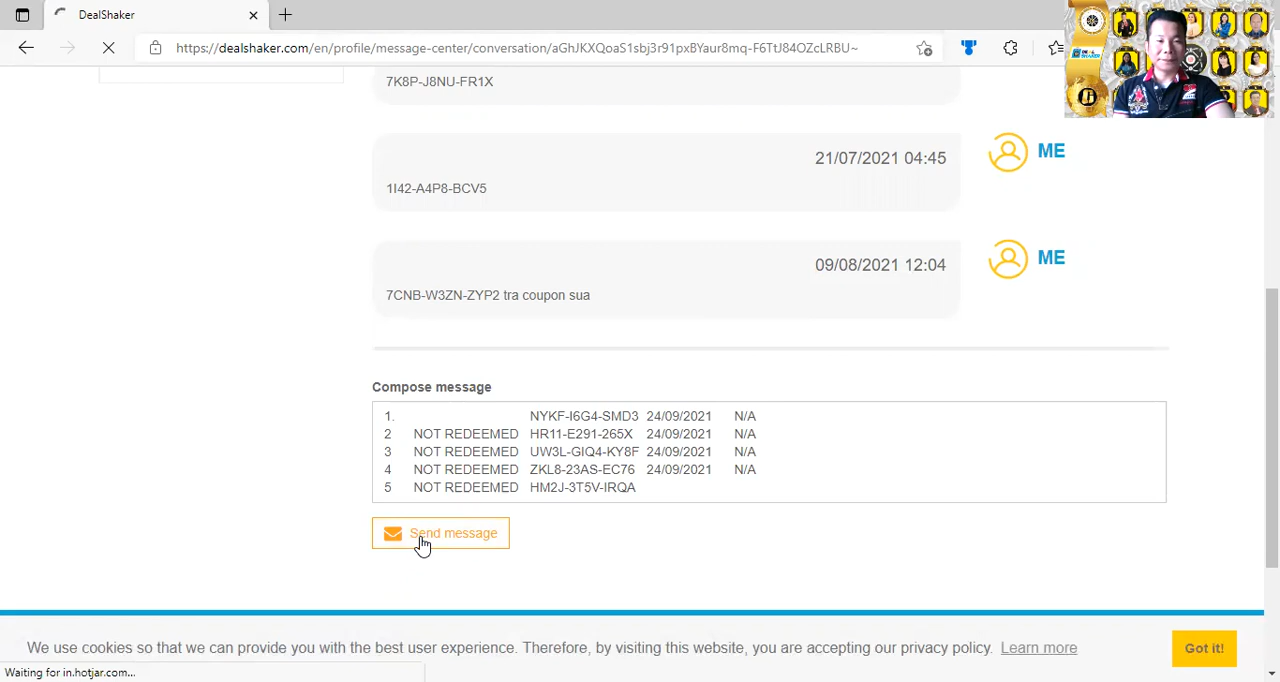 DealShaker
https://dealshaker.com/en/profile/message-center/conversation/aGhJKXQoaS1sbj3r91pxBYaur8mq-F6TtJ84OZcLRBU~
7K8P-J8NU-FR1X
21/07/2021 04:45
ME
1I42-A4P8-BCV5
09/08/2021 12:04
ME
7CNB-W3ZN-ZYP2 tra coupon sua
Compose message
1. NYKF-I6G4-SMD3 24/09/2021 N/A
2 NOT REDEEMED HR11-E291-265X 24/09/2021 N/A
3 NOT REDEEMED UW3L-GIQ4-KY8F 24/09/2021 N/A
4 NOT REDEEMED ZKL8-23AS-EC76 24/09/2021 N/A
5 NOT REDEEMED HM2J-3T5V-IRQA
Send message
We use cookies so that we can provide you with the best user experience. Therefore, by visiting this website, you are accepting our privacy policy. Learn more
Got it!
Waiting for in.hotjar.com...